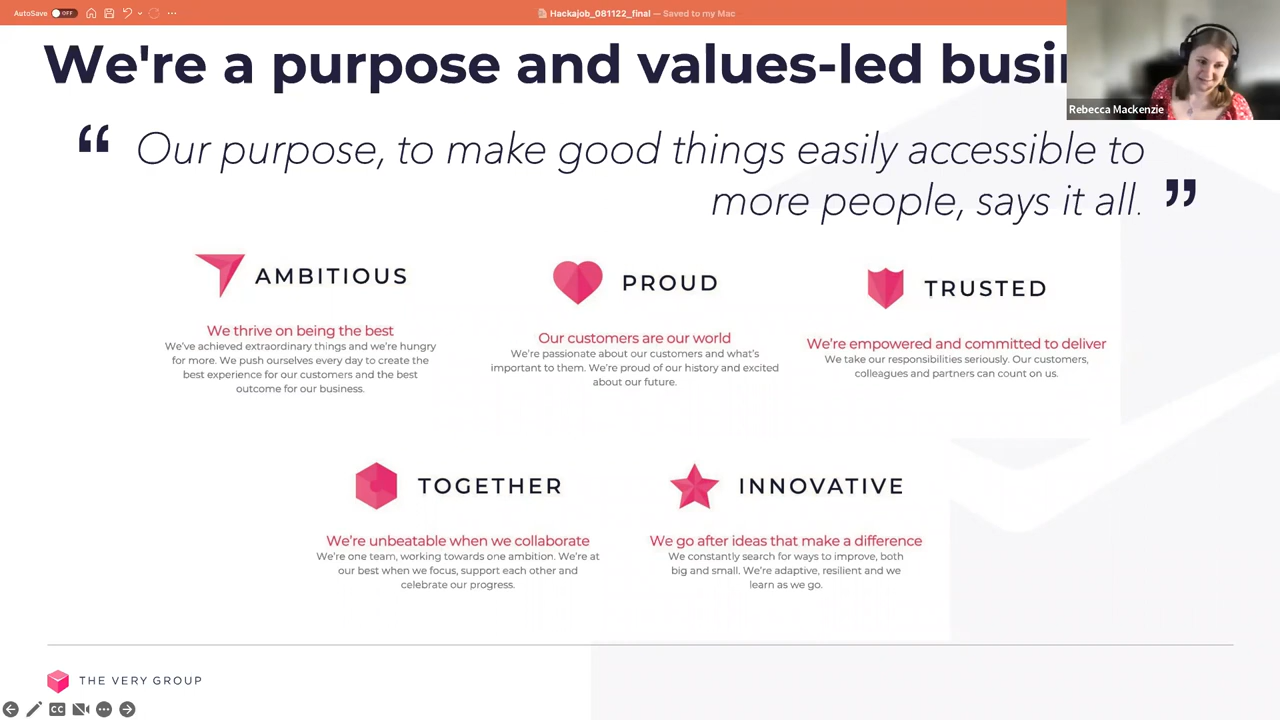 AutoSave OFF
Hackajob_081122_final — Saved to my Mac
We're a purpose and values-led busin
Rebecca Mackenzie
“ Our purpose, to make good things easily accessible to
more people, says it all. ”
AMBITIOUS
We thrive on being the best
We’ve achieved extraordinary things and we’re hungry
for more. We push ourselves every day to create the
best experience for our customers and the best
outcome for our business.
PROUD
Our customers are our world
We’re passionate about our customers and what’s
important to them. We’re proud of our history and excited
about our future.
TRUSTED
We’re empowered and committed to deliver
We take our responsibilities seriously. Our customers,
colleagues and partners can count on us.
TOGETHER
We’re unbeatable when we collaborate
We’re one team, working towards one ambition. We’re at
our best when we focus, support each other and
celebrate our progress.
INNOVATIVE
We go after ideas that make a difference
We constantly search for ways to improve, both
big and small. We’re adaptive, resilient and we
learn as we go.
THE VERY GROUP
CC